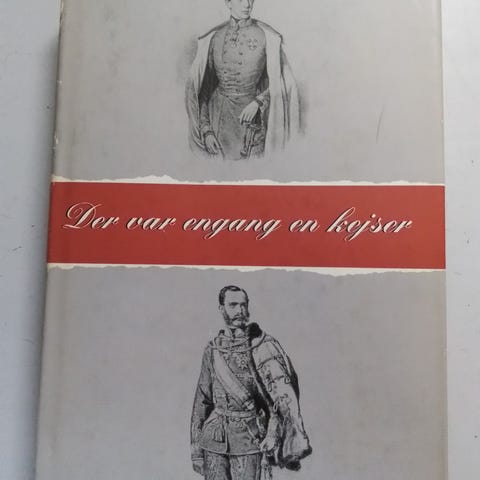 Der var engang en kejser